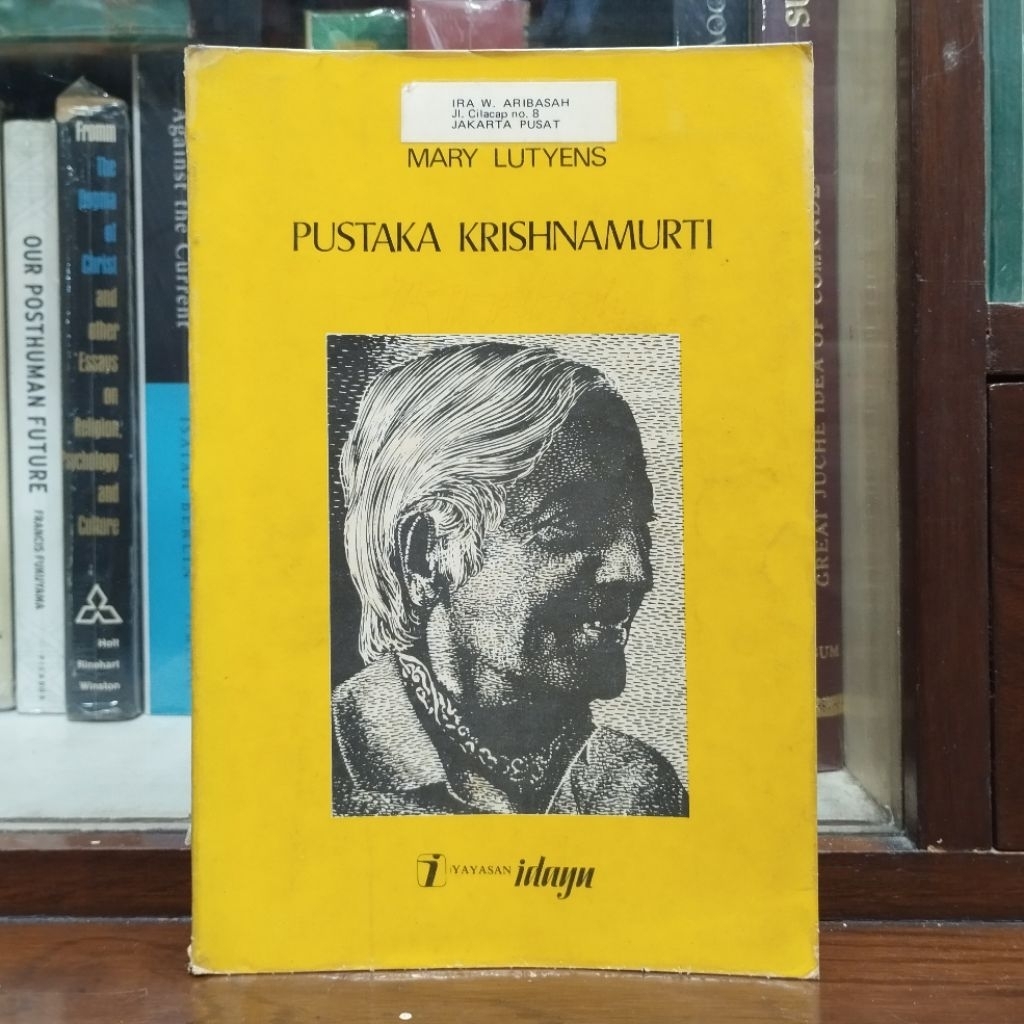 IRA W. ARIBASAH
Jl. Cilacap no. 8
JAKARTA PUSAT
MARY LUTYENS
PUSTAKA KRISHNAMURTI
i YAYASAN idayu
OUR POSTHUMAN FUTURE FRANCIS FUKUYAMA PICADOR
Fromm
The
Dogma
of
Christ
and
other
Essays
on
Religion,
Psychology
and
Culture
Holt
Rinehart
Winston
Against the Current
ISAIAH BERLIN
GREAT JUCHE IDEA OF COMRADE